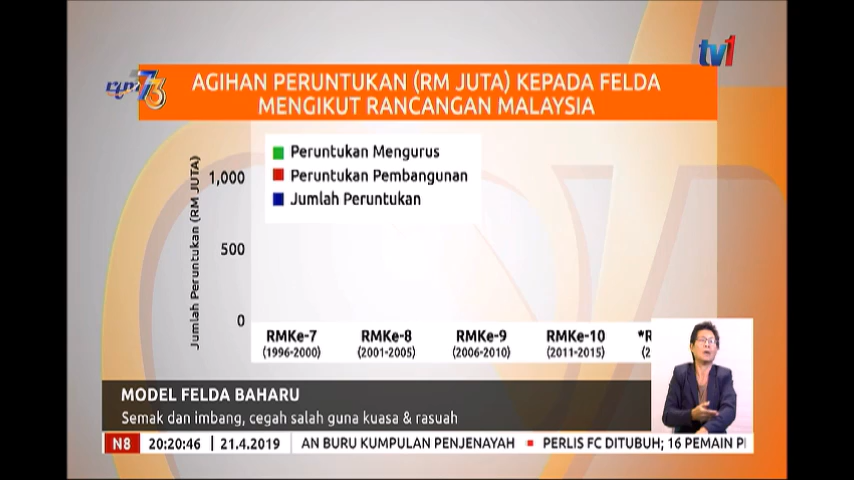 tv1
73
AGIHAN PERUNTUKAN (RM JUTA) KEPADA FELDA
MENGIKUT RANCANGAN MALAYSIA
Peruntukan Mengurus
Peruntukan Pembangunan
Jumlah Peruntukan
Jumlah Peruntukan (RM JUTA)
1,000
500
0
RMKe-7 RMKe-8 RMKe-9 RMKe-10 *R
(1996-2000) (2001-2005) (2006-2010) (2011-2015) (2
MODEL FELDA BAHARU
Semak dan imbang, cegah salah guna kuasa & rasuah
N8 20:20:46 | 21.4.2019 AN BURU KUMPULAN PENJENAYAH ▪ PERLIS FC DITUBUH; 16 PEMAIN